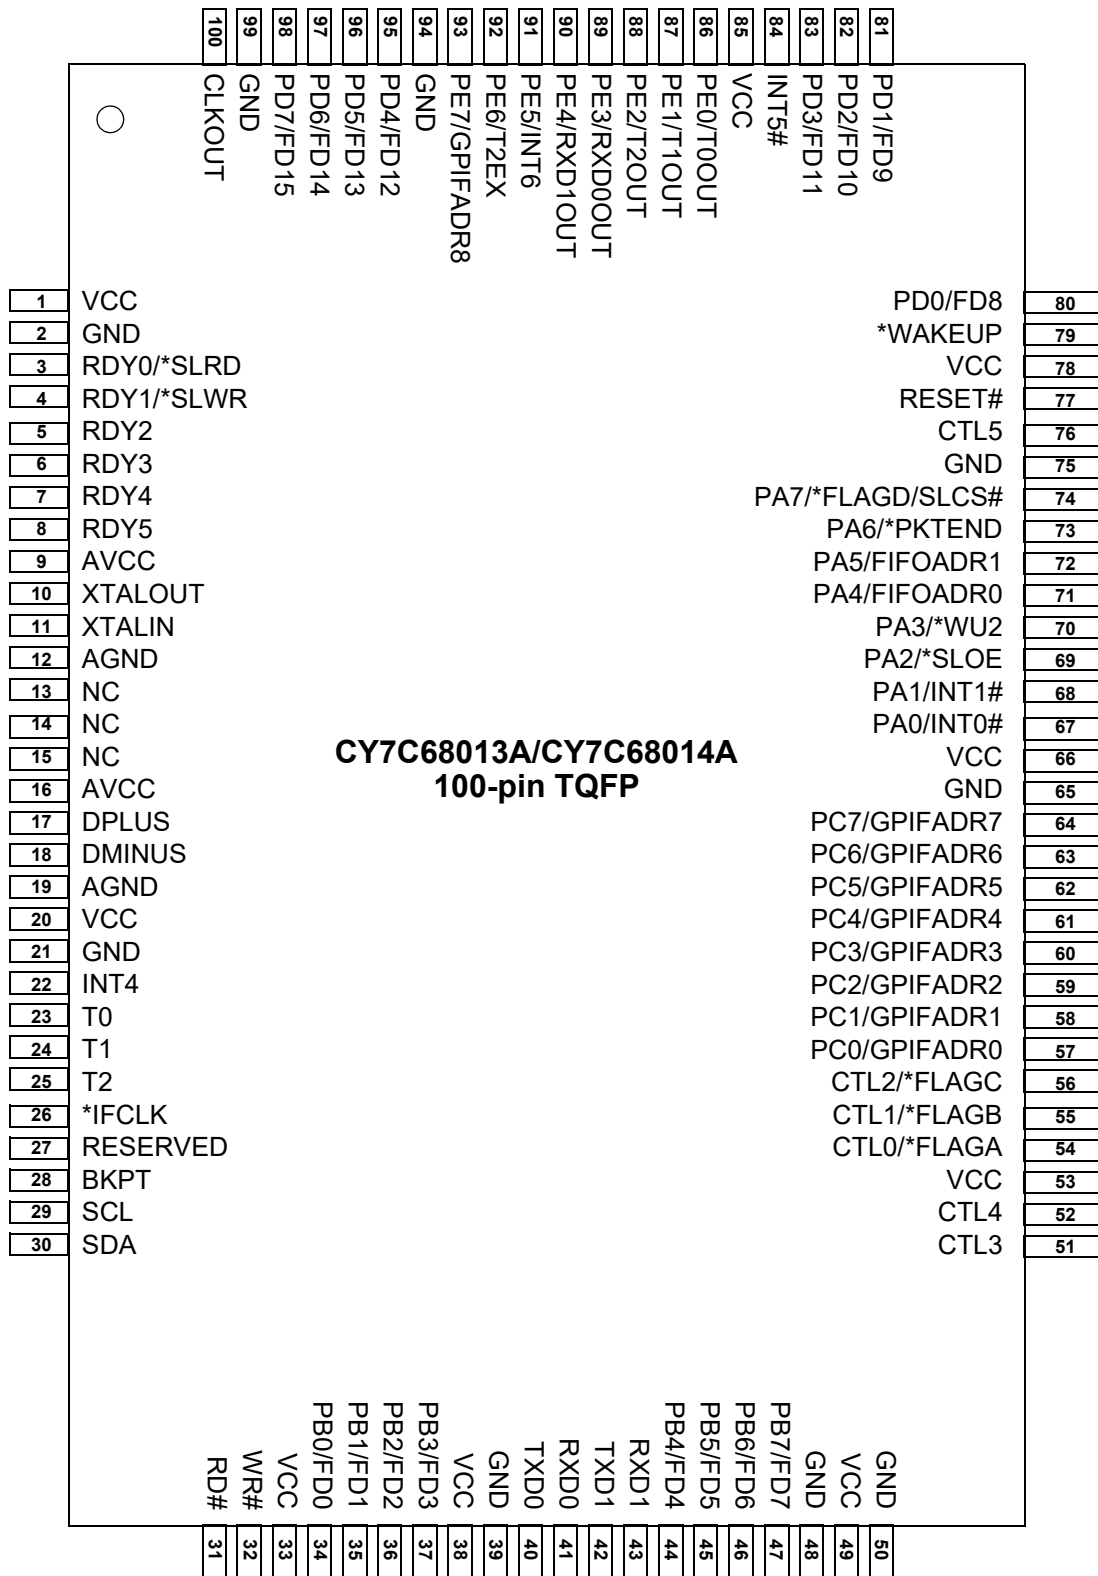 100 99 98 97 96 95 94 93 92 91 90 89 88 87 86 85 84 83 82 81
CLKOUT
GND
PD7/FD15
PD6/FD14
PD5/FD13
PD4/FD12
GND
PE7/GPIFADR8
PE6/T2EX
PE5/INT6
PE4/RXD1OUT
PE3/RXD0OUT
PE2/T2OUT
PE1/T1OUT
PE0/T0OUT
VCC
INT5#
PD3/FD11
PD2/FD10
PD1/FD9
1 VCC
2 GND
3 RDY0/*SLRD
4 RDY1/*SLWR
5 RDY2
6 RDY3
7 RDY4
8 RDY5
9 AVCC
10 XTALOUT
11 XTALIN
12 AGND
13 NC
14 NC
15 NC
16 AVCC
17 DPLUS
18 DMINUS
19 AGND
20 VCC
21 GND
22 INT4
23 T0
24 T1
25 T2
26 *IFCLK
27 RESERVED
28 BKPT
29 SCL
30 SDA
CY7C68013A/CY7C68014A
100-pin TQFP
PD0/FD8 80
*WAKEUP 79
VCC 78
RESET# 77
CTL5 76
GND 75
PA7/*FLAGD/SLCS# 74
PA6/*PKTEND 73
PA5/FIFOADR1 72
PA4/FIFOADR0 71
PA3/*WU2 70
PA2/*SLOE 69
PA1/INT1# 68
PA0/INT0# 67
VCC 66
GND 65
PC7/GPIFADR7 64
PC6/GPIFADR6 63
PC5/GPIFADR5 62
PC4/GPIFADR4 61
PC3/GPIFADR3 60
PC2/GPIFADR2 59
PC1/GPIFADR1 58
PC0/GPIFADR0 57
CTL2/*FLAGC 56
CTL1/*FLAGB 55
CTL0/*FLAGA 54
VCC 53
CTL4 52
CTL3 51
RD#
WR#
VCC
PB0/FD0
PB1/FD1
PB2/FD2
PB3/FD3
VCC
GND
TXD0
RXD0
TXD1
RXD1
PB4/FD4
PB5/FD5
PB6/FD6
PB7/FD7
GND
VCC
GND
31 32 33 34 35 36 37 38 39 40 41 42 43 44 45 46 47 48 49 50